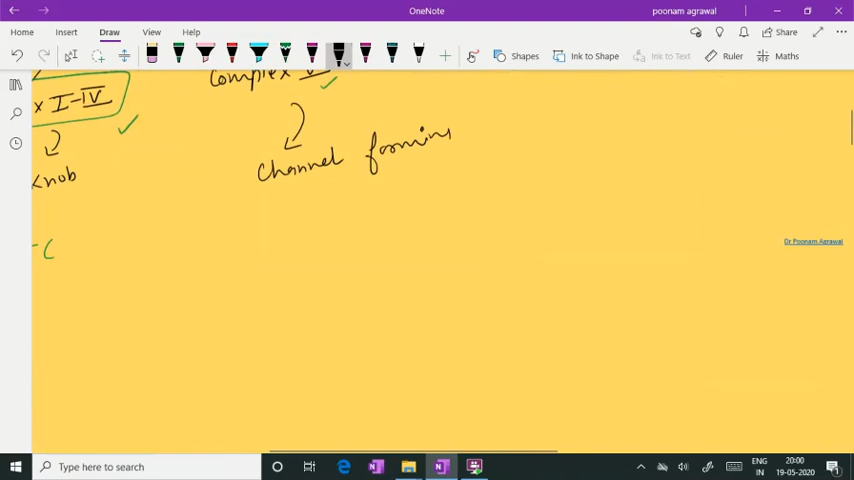 OneNote
poonam agrawal
Home Insert Draw View Help Share
Shapes Ink to Shape Ink to Text Ruler Maths
Complex V
x I-IV
Channel forming
Knob
Dr Poonam Agrawal
Type here to search
ENG
IN
20:00
19-05-2020